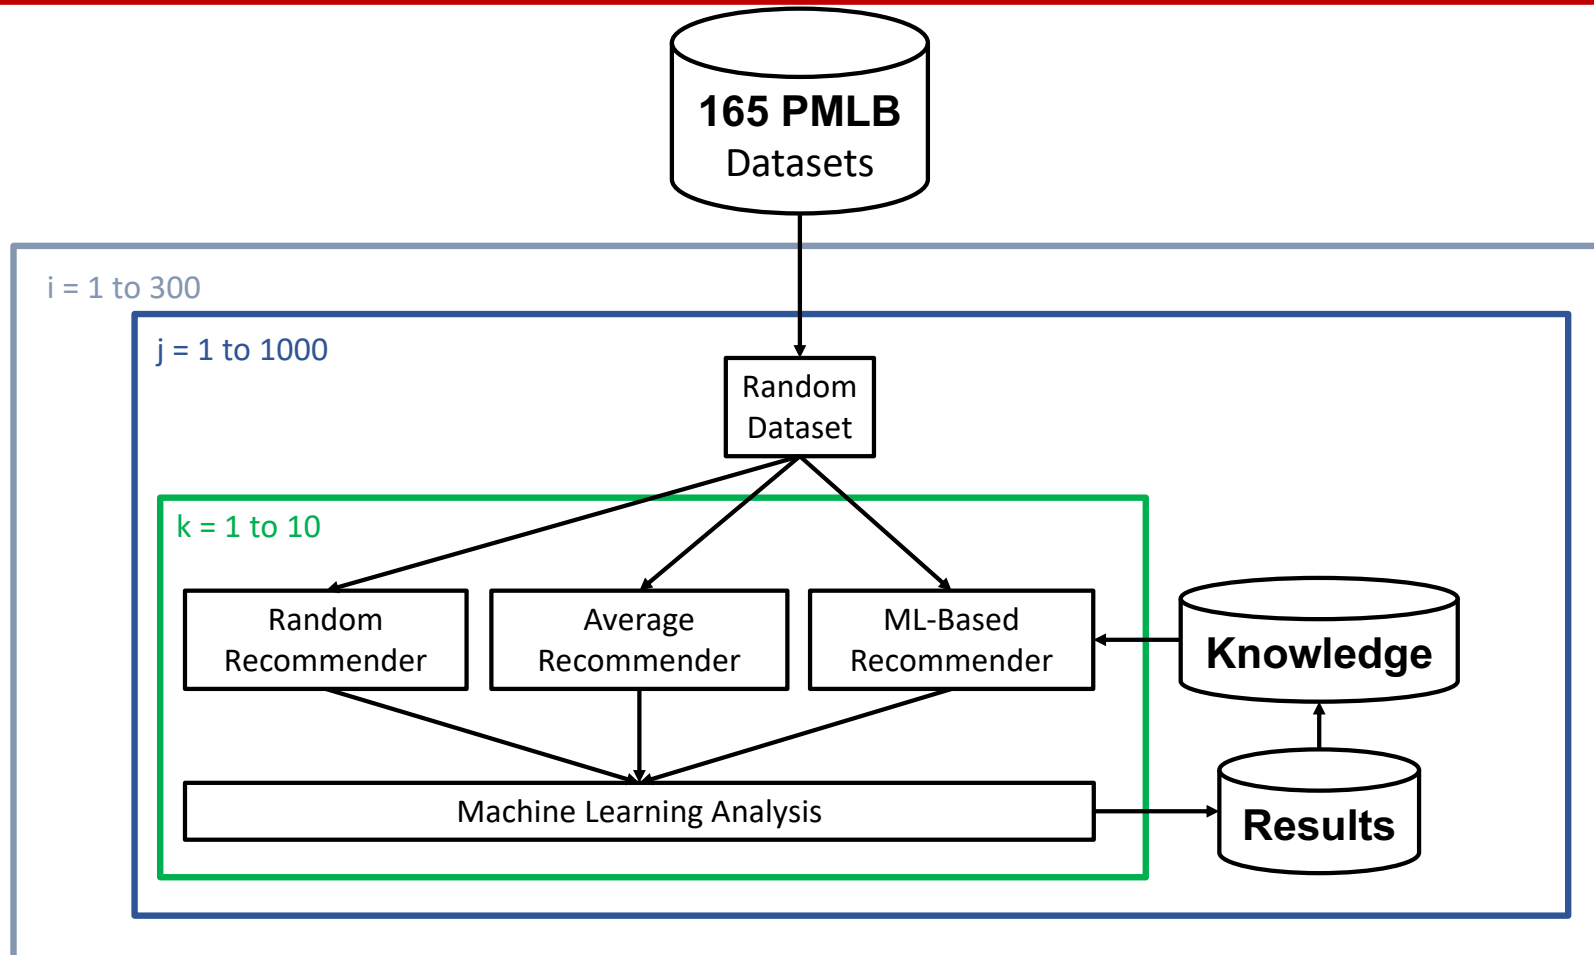 165 PMLB
Datasets
i = 1 to 300
j = 1 to 1000
Random
Dataset
k = 1 to 10
Random
Recommender
Average
Recommender
ML-Based
Recommender
Knowledge
Machine Learning Analysis
Results